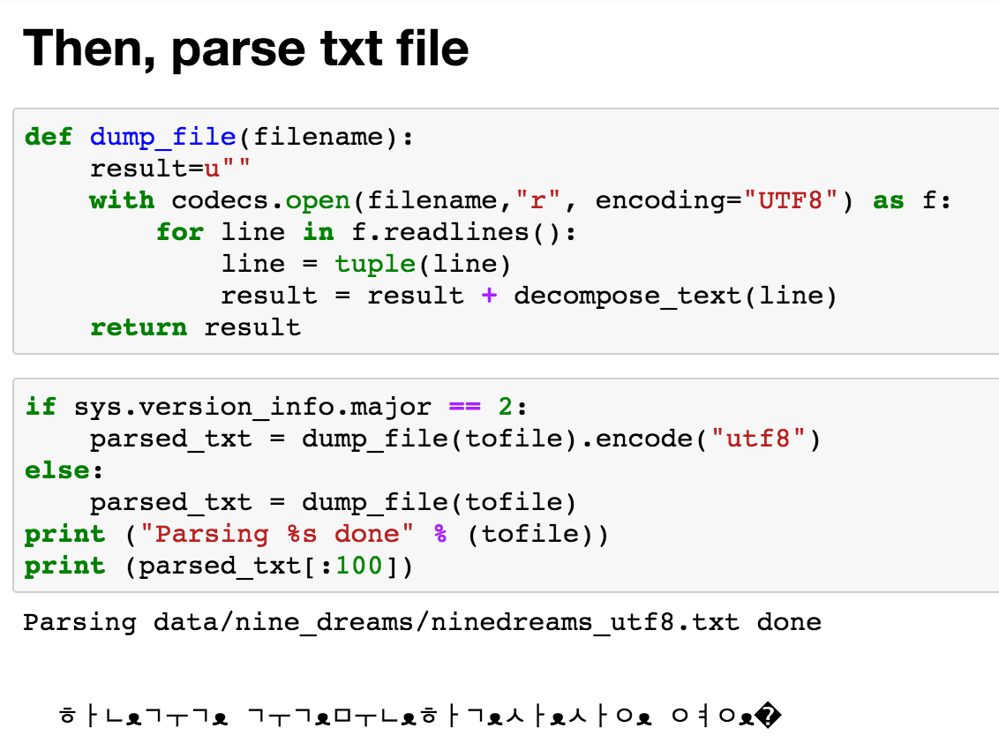 Then, parse txt file
def dump_file(filename):
    result=u""
    with codecs.open(filename,"r", encoding="UTF8") as f:
        for line in f.readlines():
            line = tuple(line)
            result = result + decompose_text(line)
    return result
if sys.version_info.major == 2:
    parsed_txt = dump_file(tofile).encode("utf8")
else:
    parsed_txt = dump_file(tofile)
print ("Parsing %s done" % (tofile))
print (parsed_txt[:100])
Parsing data/nine_dreams/ninedreams_utf8.txt done
ㅎㅏㄴᴥㄱㅜㄱᴥ ㄱㅜㄱᴥㅁㅜㄴᴥㅎㅏㄱᴥㅅㅏᴥㅅㅏㅇᴥ ㅇㅕㅇᴥ�